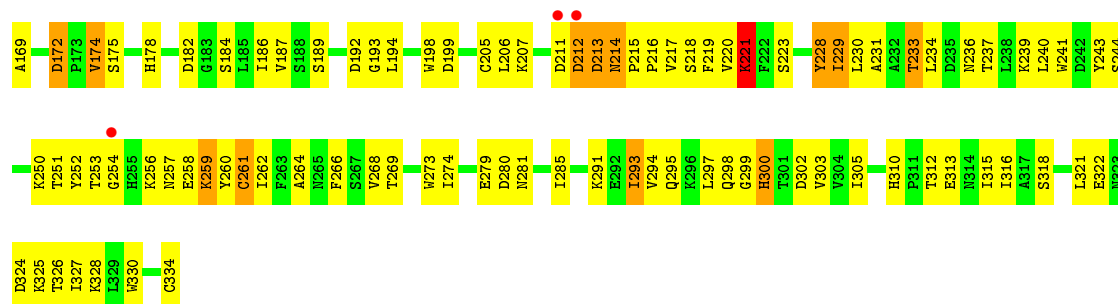 A169 D172 P173 V174 S175 H178 D182 G183 S184 L185 I186 V187 S188 S189 D192 G193 L194 W198 D199 C205 L206 K207 D211 D212 D213 N214 P215 P216 V217 S218 F219 V220 K221 F222 S223 Y228 I229 L230 A231 A232 T233 L234 D235 N236 T237 L238 K239 L240 W241 D242 Y243 S244
K250 T251 Y252 T253 G254 H255 K256 N257 E258 K259 Y260 C261 I262 F263 A264 N265 F266 S267 V268 T269 W273 I274 E279 D280 N281 I285 K291 E292 I293 V294 Q295 K296 L297 Q298 G299 H300 T301 D302 V303 V304 I305 H310 P311 T312 E313 N314 I315 I316 A317 S318 L321 E322 N323
D324 K325 T326 I327 K328 L329 W330 C334